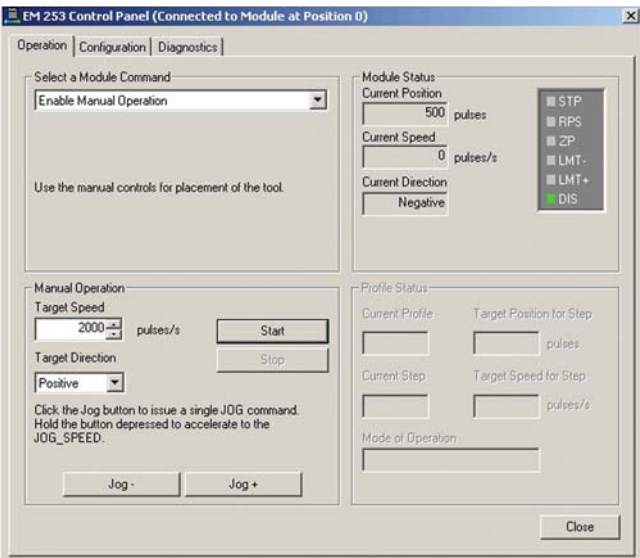 EM 253 Control Panel (Connected to Module at Position 0)
Operation Configuration Diagnostics
Select a Module Command
Enable Manual Operation
Use the manual controls for placement of the tool.
Module Status
Current Position
500 pulses
Current Speed
0 pulses/s
Current Direction
Negative
STP
RPS
ZP
LMT-
LMT+
DIS
Manual Operation
Target Speed
2000 pulses/s
Start
Target Direction
Stop
Positive
Click the Jog button to issue a single JOG command.
Hold the button depressed to accelerate to the
JOG_SPEED.
Jog - Jog +
Profile Status
Current Profile Target Position for Step
pulses
Current Step Target Speed for Step
pulses/s
Mode of Operation
Close